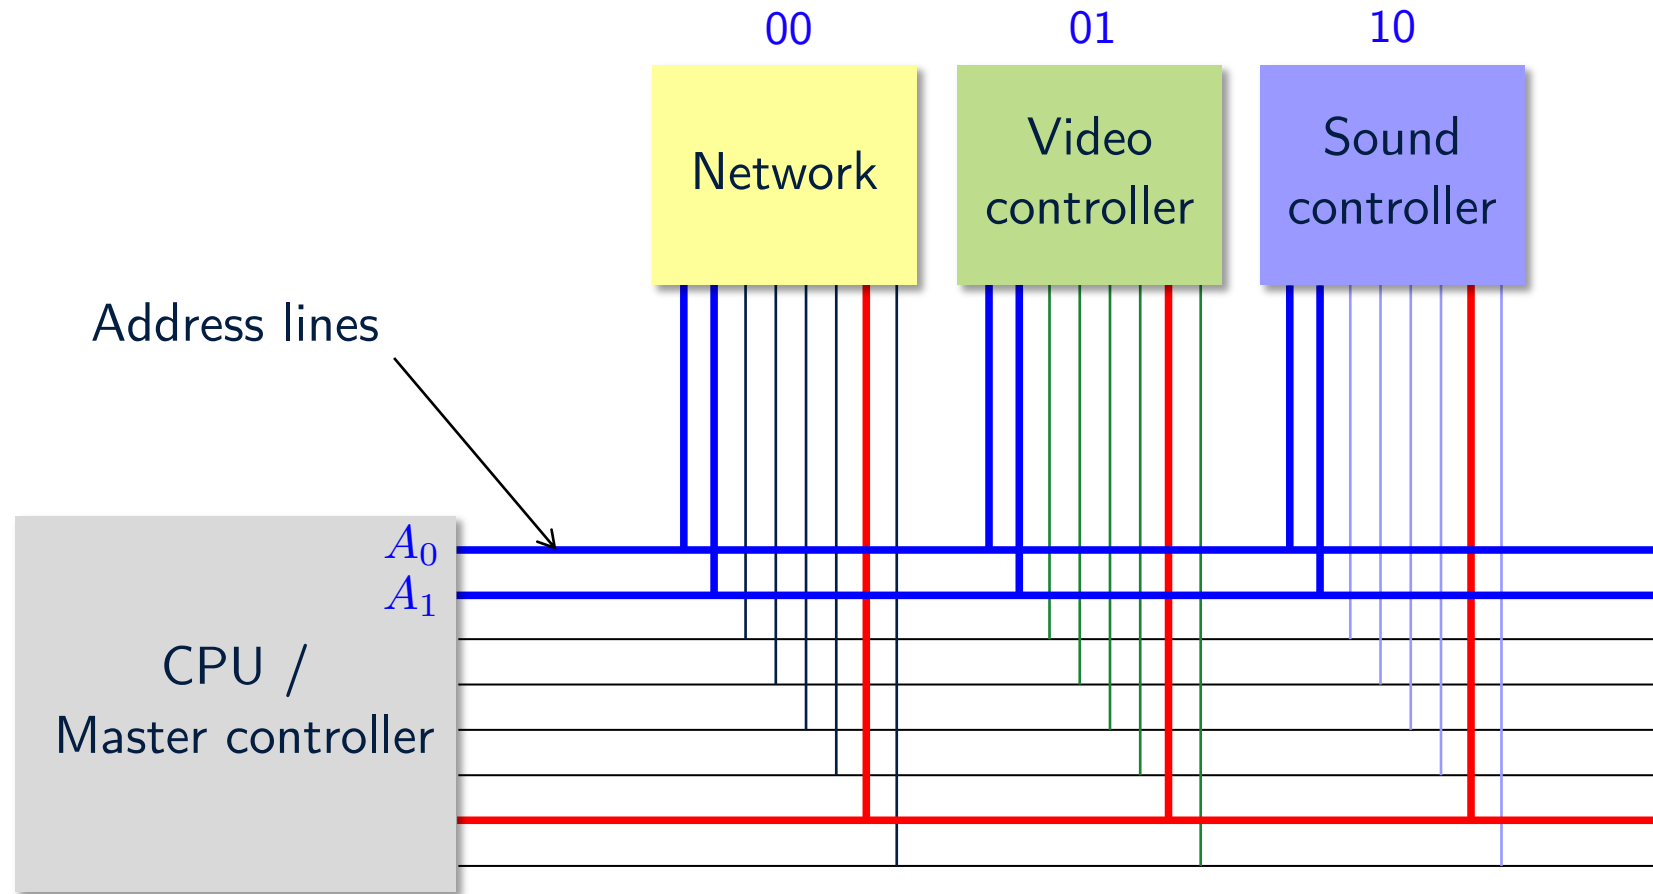 00
01
10
Network
Video
controller
Sound
controller
Address lines
A₀
A₁
CPU /
Master controller